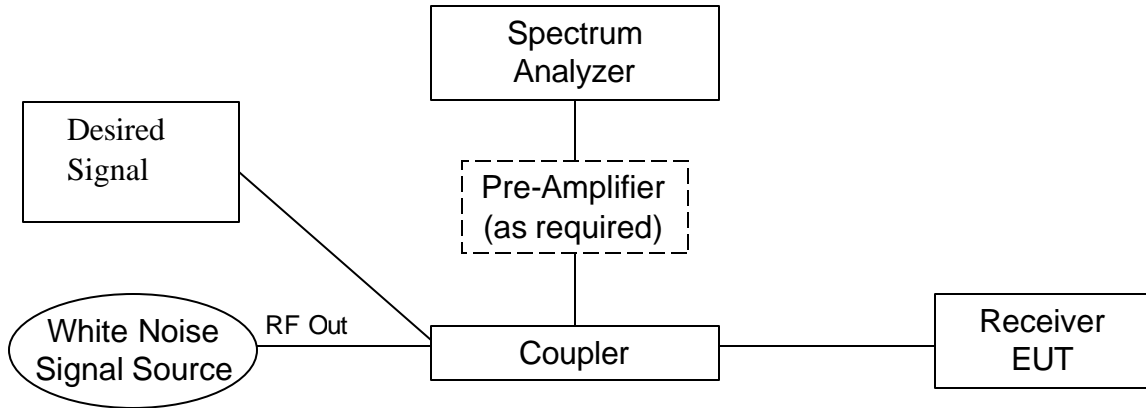 Spectrum
Analyzer
Desired
Signal
Pre-Amplifier
(as required)
White Noise
Signal Source
RF Out
Coupler
Receiver
EUT